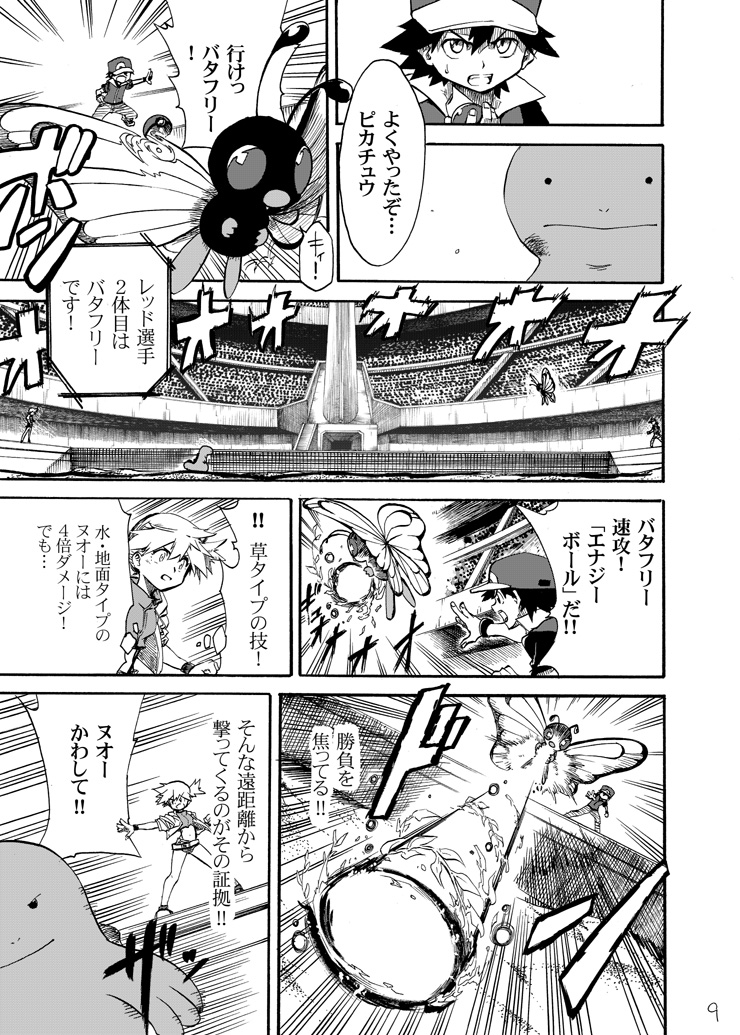 よくやったぞ…
ピカチュウ
行けっ
バタフリー
！
キィ！
レッド選手
２体目は
バタフリー
です！
オオオオオオオ
バタフリー
速攻！
「エナジー
ボール」だ!!
!!
草タイプの技！
水・地面タイプの
ヌオーには
４倍ダメージ！
でも…
ドッ
勝負を
焦ってる!!
そんな遠距離から
撃ってくるのがその証拠!!
ヌオー
かわして!!
ザッ
9